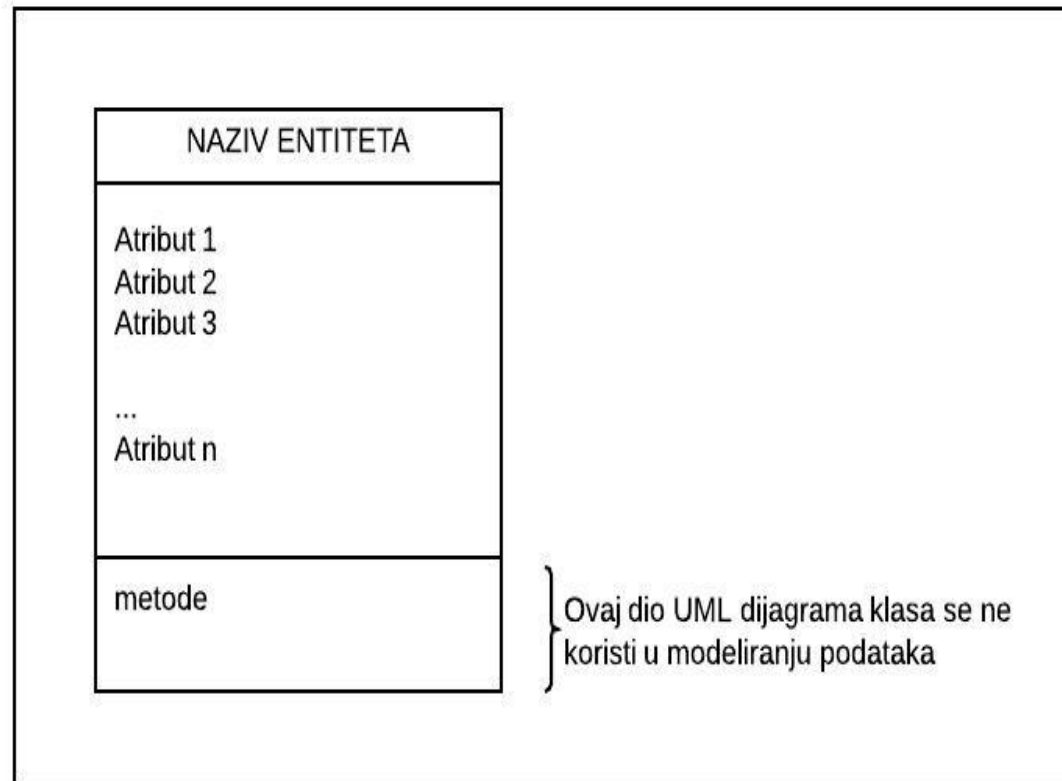 NAZIV ENTITETA
Atribut 1
Atribut 2
Atribut 3
...
Atribut n
metode
Ovaj dio UML dijagrama klasa se ne
koristi u modeliranju podataka